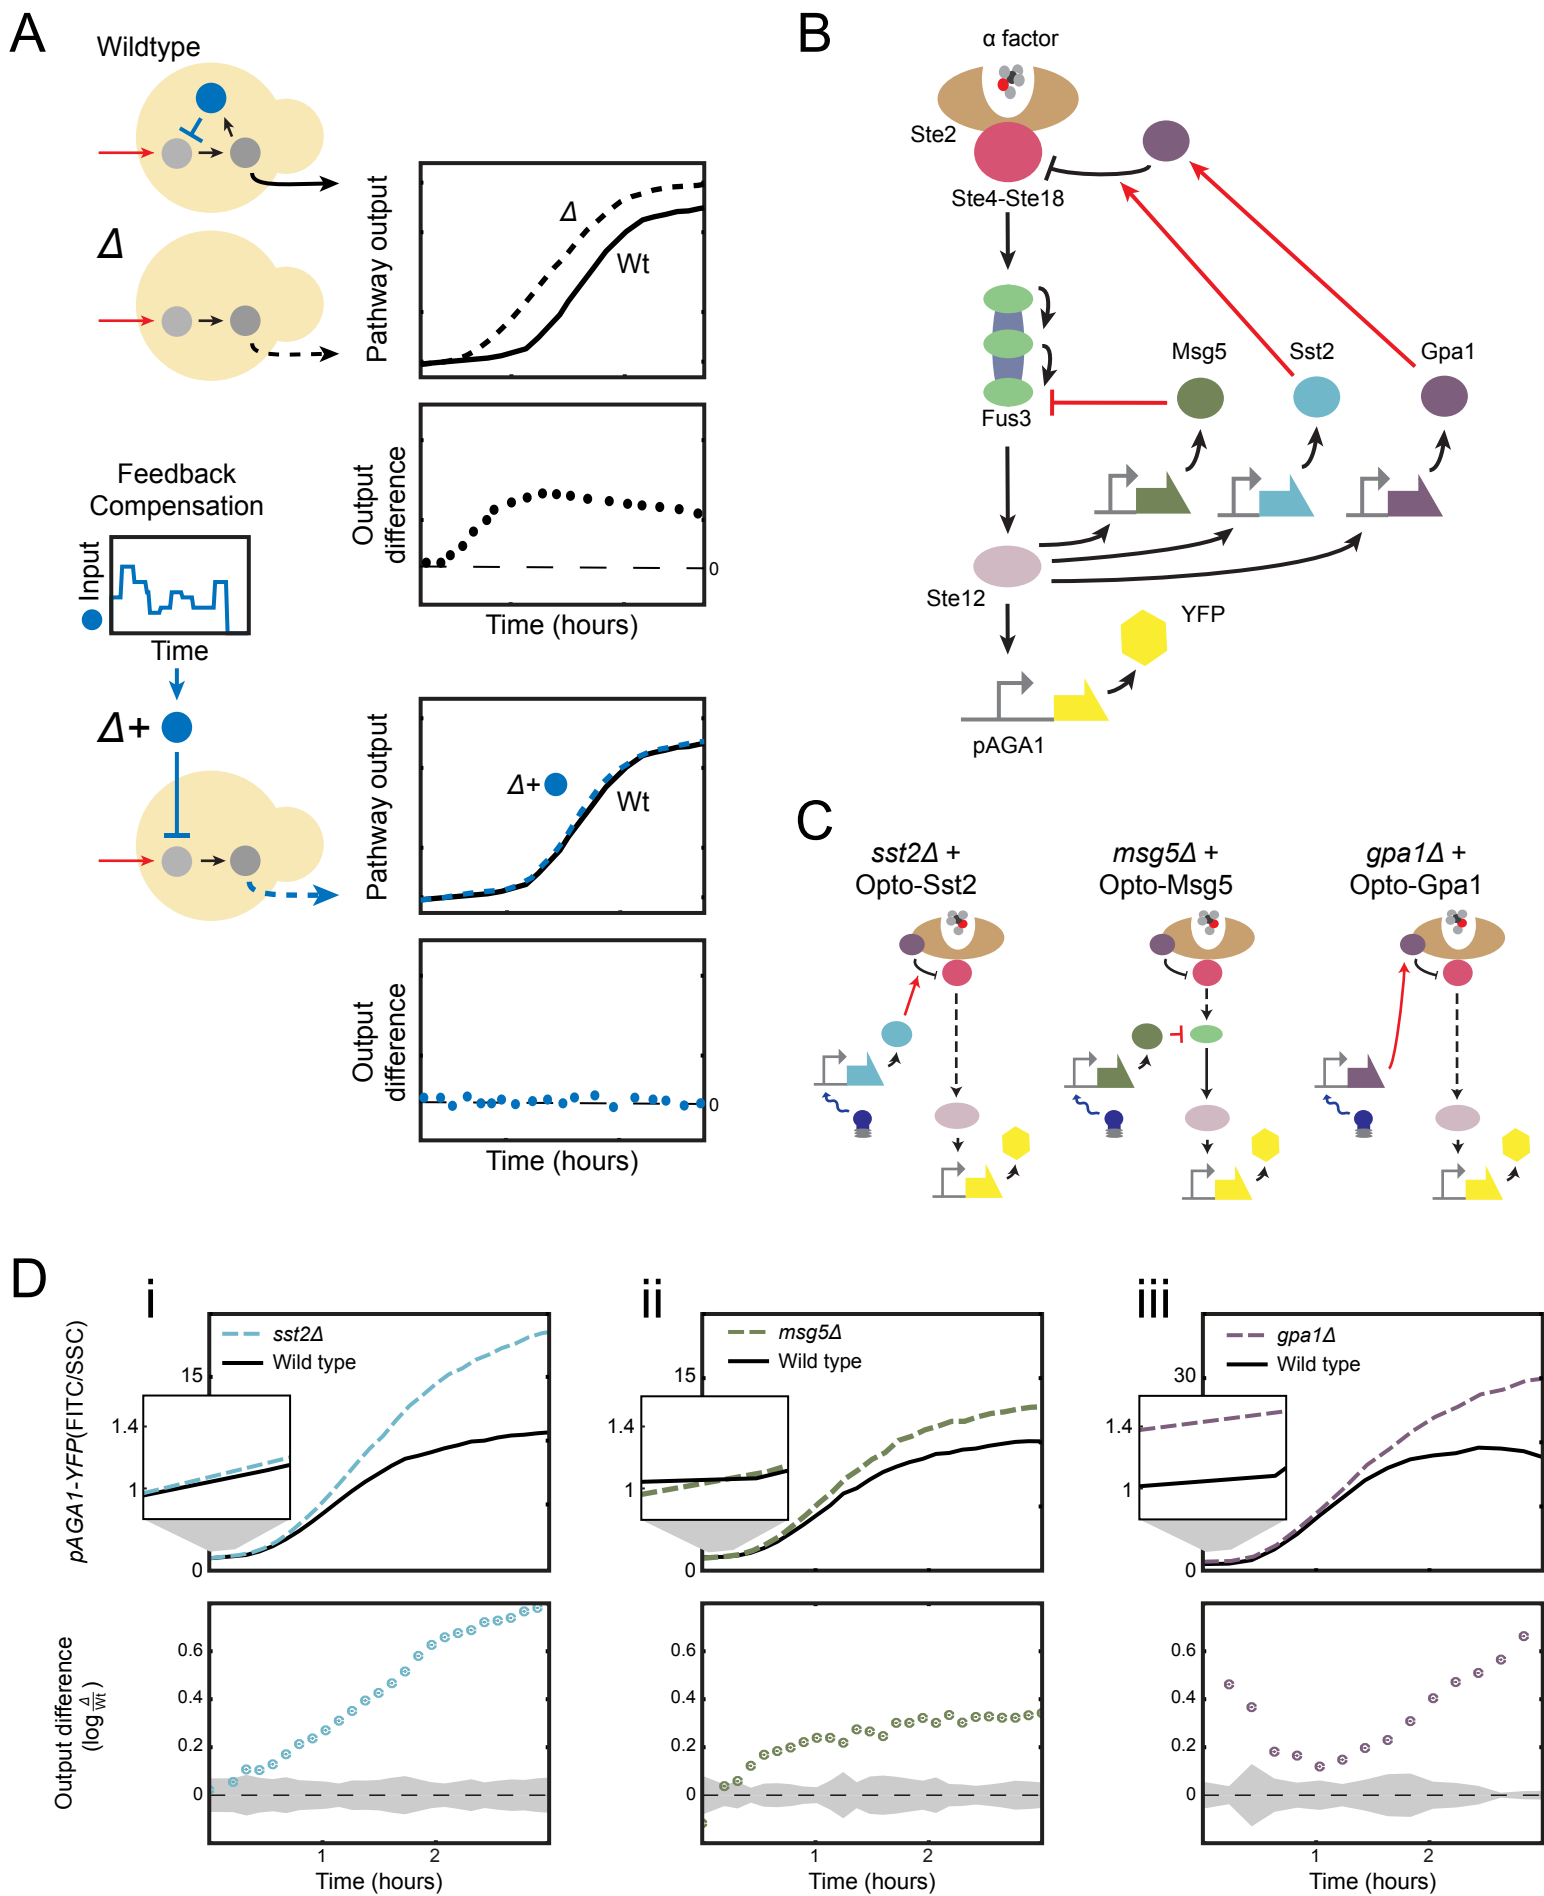 A
Wildtype
Δ
Pathway output
Δ
Wt
Output
difference
0
Time (hours)
Feedback
Compensation
Input
Time
Δ+
Pathway output
Δ+
Wt
Output
difference
0
Time (hours)
B
α factor
Ste2
Ste4-Ste18
Msg5
Sst2
Gpa1
Fus3
Ste12
YFP
pAGA1
C
sst2Δ +
Opto-Sst2
msg5Δ +
Opto-Msg5
gpa1Δ +
Opto-Gpa1
D
i
pAGA1-YFP(FITC/SSC)
sst2Δ
Wild type
15
1.4
1
0
Output difference
(log Δ/Wt)
0.6
0.4
0.2
0
1
2
Time (hours)
ii
msg5Δ
Wild type
15
1.4
1
0
0.6
0.4
0.2
0
1
2
Time (hours)
iii
gpa1Δ
Wild type
30
1.4
1
0
0.6
0.4
0.2
0
1
2
Time (hours)